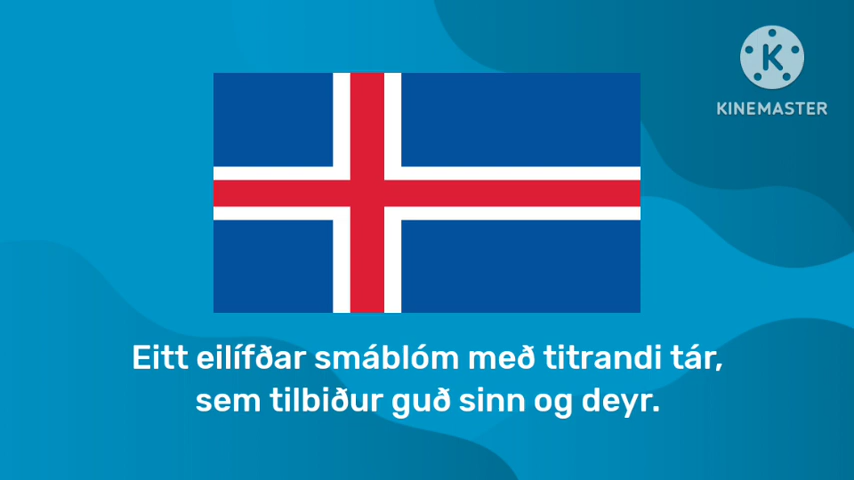 KINEMASTER
Eitt eilífðar smáblóm með titrandi tár,
sem tilbiður guð sinn og deyr.